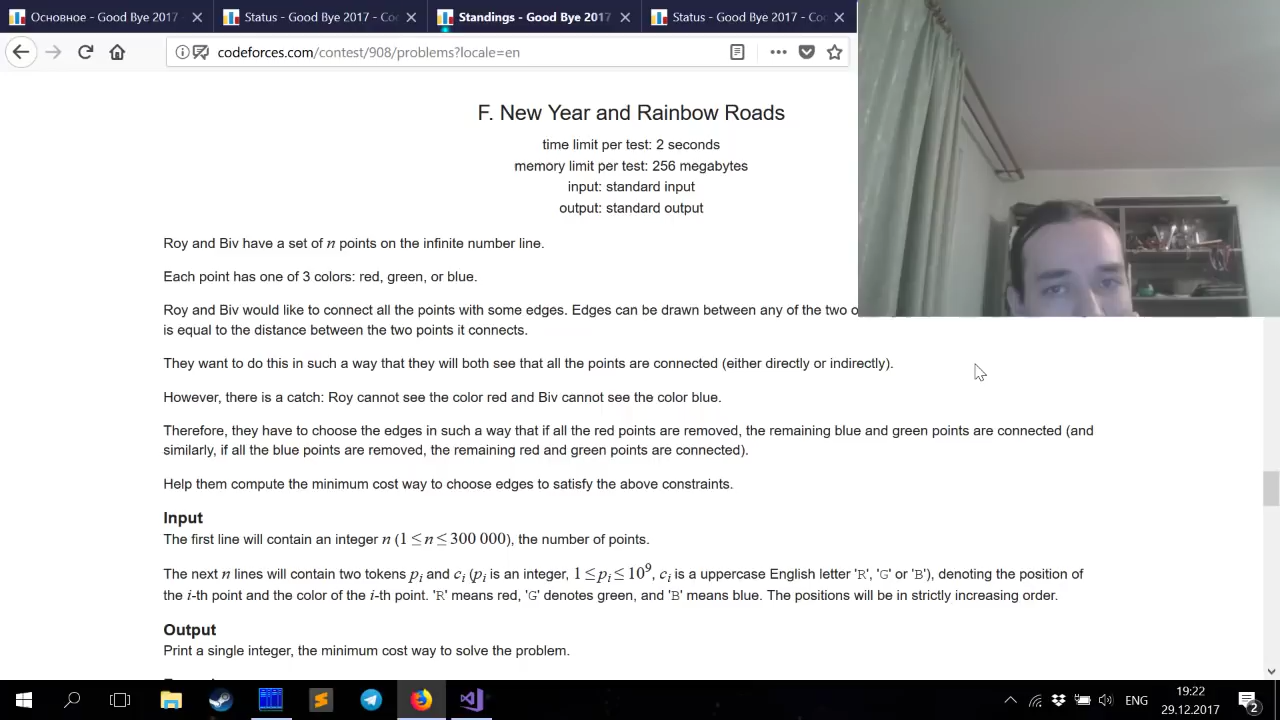 Основное - Good Bye 2017 - Co
Status - Good Bye 2017 - Coc
Standings - Good Bye 2017
Status - Good Bye 2017 - Coc
codeforces.com/contest/908/problems?locale=en
F. New Year and Rainbow Roads
time limit per test: 2 seconds
memory limit per test: 256 megabytes
input: standard input
output: standard output
Roy and Biv have a set of n points on the infinite number line.
Each point has one of 3 colors: red, green, or blue.
Roy and Biv would like to connect all the points with some edges. Edges can be drawn between any of the two o
is equal to the distance between the two points it connects.
They want to do this in such a way that they will both see that all the points are connected (either directly or indirectly).
However, there is a catch: Roy cannot see the color red and Biv cannot see the color blue.
Therefore, they have to choose the edges in such a way that if all the red points are removed, the remaining blue and green points are connected (and
similarly, if all the blue points are removed, the remaining red and green points are connected).
Help them compute the minimum cost way to choose edges to satisfy the above constraints.
Input
The first line will contain an integer n (1 ≤ n ≤ 300 000), the number of points.
The next n lines will contain two tokens pi and ci (pi is an integer, 1 ≤ pi ≤ 10^9, ci is a uppercase English letter 'R', 'G' or 'B'), denoting the position of
the i-th point and the color of the i-th point. 'R' means red, 'G' denotes green, and 'B' means blue. The positions will be in strictly increasing order.
Output
Print a single integer, the minimum cost way to solve the problem.
ENG
19:22
29.12.2017
2